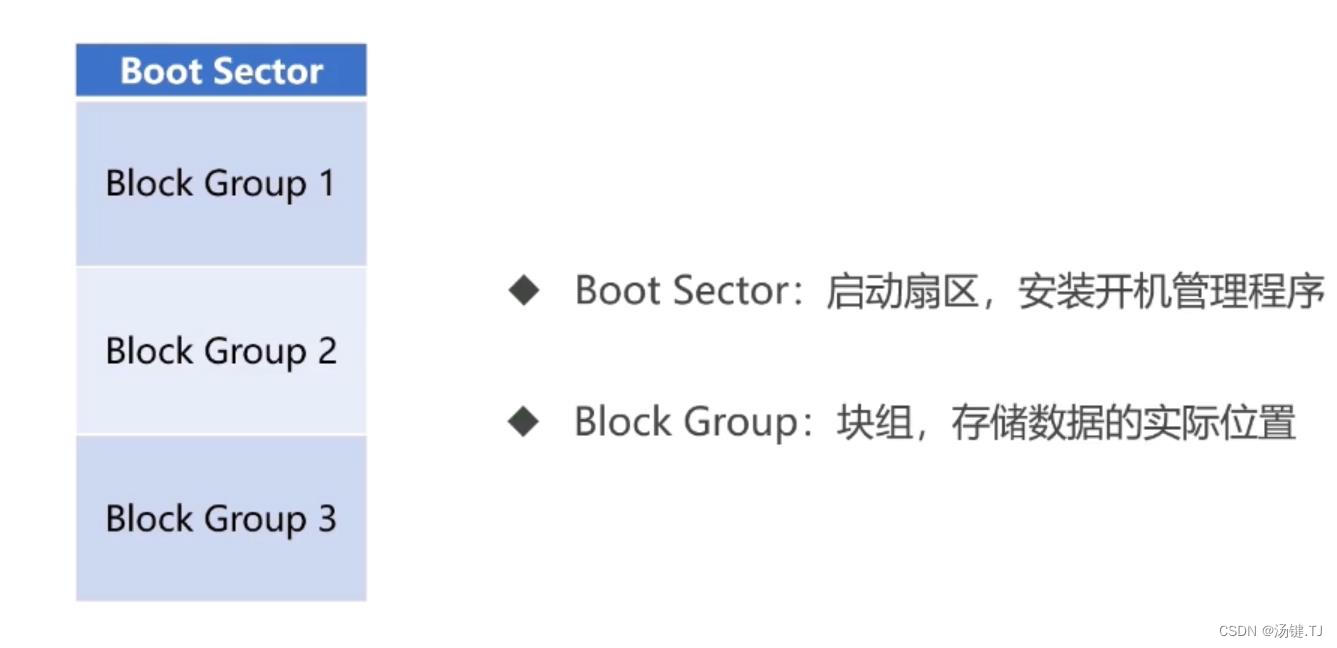 Boot Sector
Block Group 1
Block Group 2
Block Group 3
◆ Boot Sector：启动扇区，安装开机管理程序
◆ Block Group：块组，存储数据的实际位置
CSDN @汤键.TJ